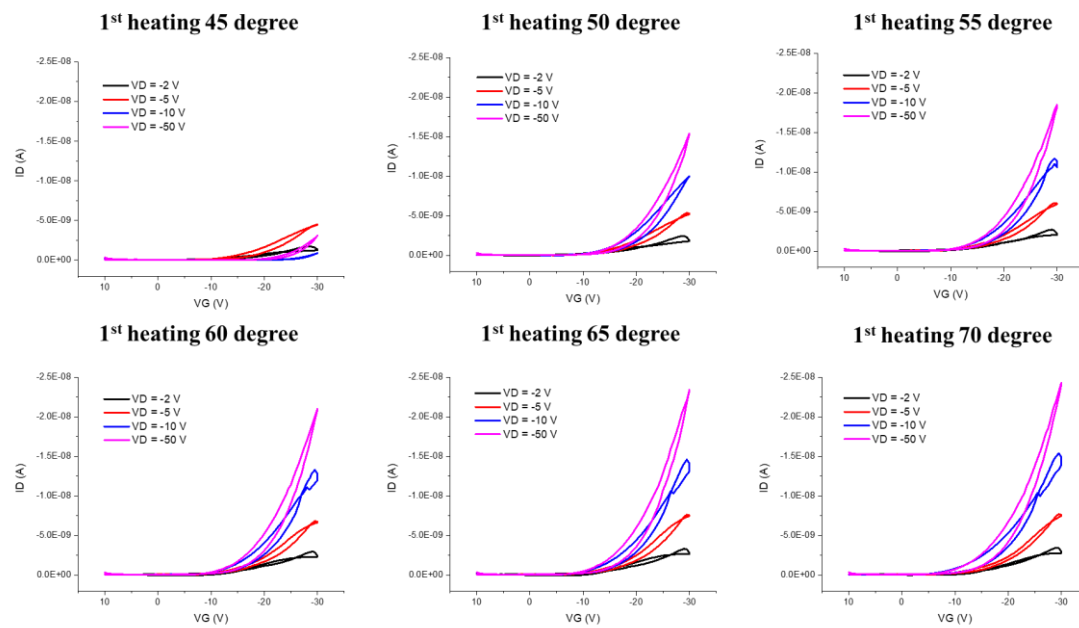 1st heating 45 degree
-2.5E-08
-2.0E-08
-1.5E-08
-1.0E-08
-5.0E-09
0.0E+00
ID (A)
VD = -2 V
VD = -5 V
VD = -10 V
VD = -50 V
10
0
-10
-20
-30
VG (V)
1st heating 50 degree
-2.5E-08
-2.0E-08
-1.5E-08
-1.0E-08
-5.0E-09
0.0E+00
ID (A)
VD = -2 V
VD = -5 V
VD = -10 V
VD = -50 V
10
0
-10
-20
-30
VG (V)
1st heating 55 degree
-2.5E-08
-2.0E-08
-1.5E-08
-1.0E-08
-5.0E-09
0.0E+00
ID (A)
VD = -2 V
VD = -5 V
VD = -10 V
VD = -50 V
10
0
-10
-20
-30
VG (V)
1st heating 60 degree
-2.5E-08
-2.0E-08
-1.5E-08
-1.0E-08
-5.0E-09
0.0E+00
ID (A)
VD = -2 V
VD = -5 V
VD = -10 V
VD = -50 V
10
0
-10
-20
-30
VG (V)
1st heating 65 degree
-2.5E-08
-2.0E-08
-1.5E-08
-1.0E-08
-5.0E-09
0.0E+00
ID (A)
VD = -2 V
VD = -5 V
VD = -10 V
VD = -50 V
10
0
-10
-20
-30
VG (V)
1st heating 70 degree
-2.5E-08
-2.0E-08
-1.5E-08
-1.0E-08
-5.0E-09
0.0E+00
ID (A)
VD = -2 V
VD = -5 V
VD = -10 V
VD = -50 V
10
0
-10
-20
-30
VG (V)